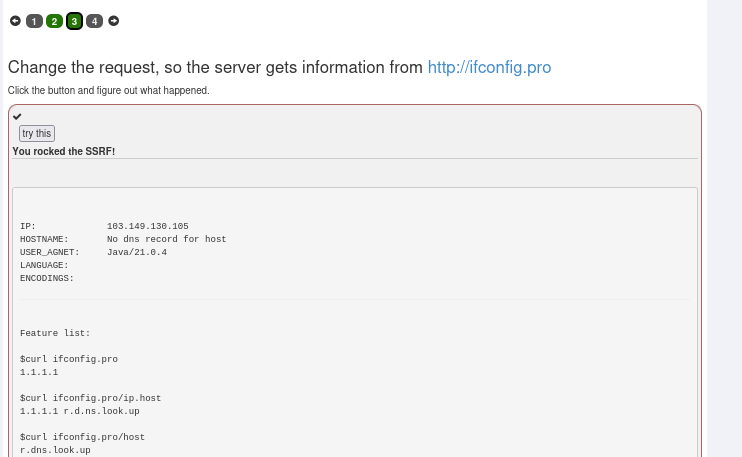 1 2 3 4
Change the request, so the server gets information from http://ifconfig.pro
Click the button and figure out what happened.
try this
You rocked the SSRF!
IP: 103.149.130.105
HOSTNAME: No dns record for host
USER_AGNET: Java/21.0.4
LANGUAGE:
ENCODINGS:
Feature list:
$curl ifconfig.pro
1.1.1.1
$curl ifconfig.pro/ip.host
1.1.1.1 r.d.ns.look.up
$curl ifconfig.pro/host
r.dns.look.up